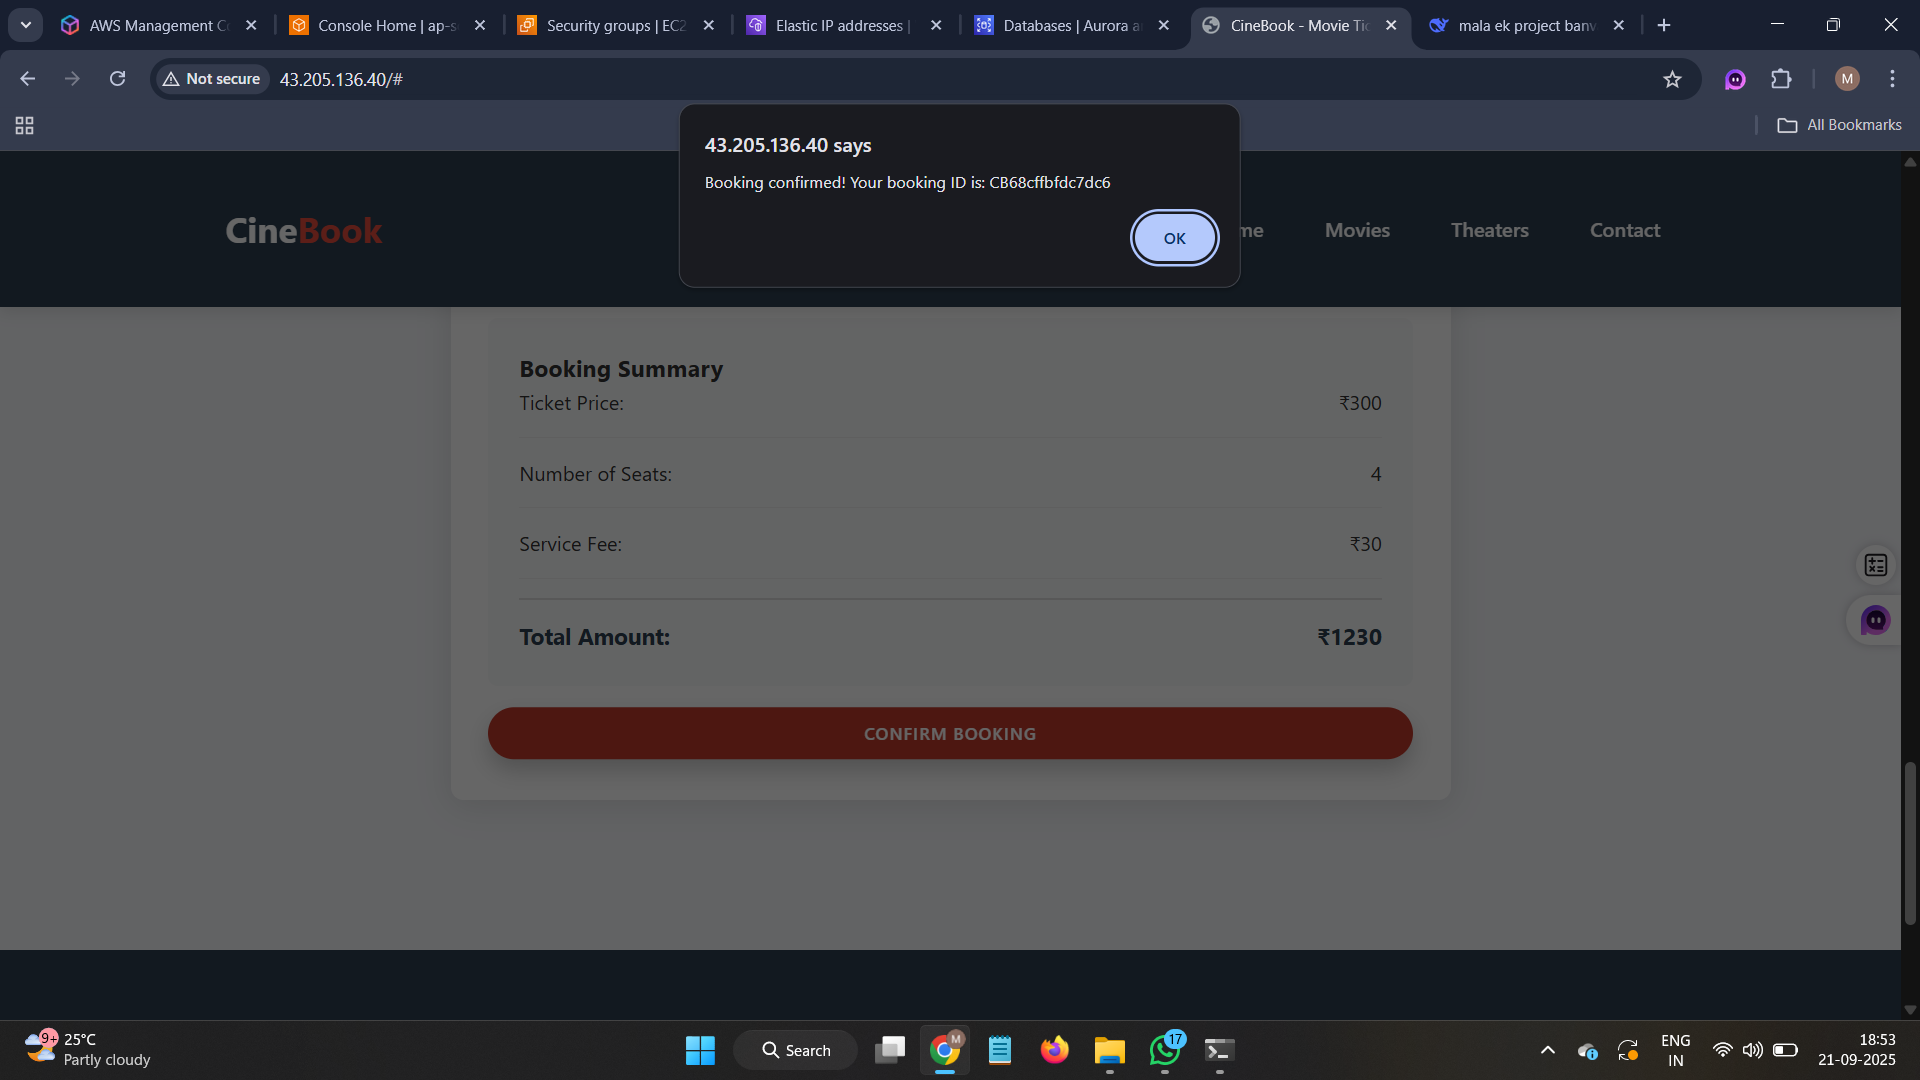 AWS Management Co
Console Home | ap-s
Security groups | EC2
Elastic IP addresses |
Databases | Aurora a
CineBook - Movie Tic
mala ek project banv
Not secure
43.205.136.40/#
M
All Bookmarks
43.205.136.40 says
Booking confirmed! Your booking ID is: CB68cffbfdc7dc6
OK
CineBook
me
Movies
Theaters
Contact
Booking Summary
Ticket Price:
₹300
Number of Seats:
4
Service Fee:
₹30
Total Amount:
₹1230
CONFIRM BOOKING
9+
25°C
Partly cloudy
Search
M
17
ENG
IN
18:53
21-09-2025